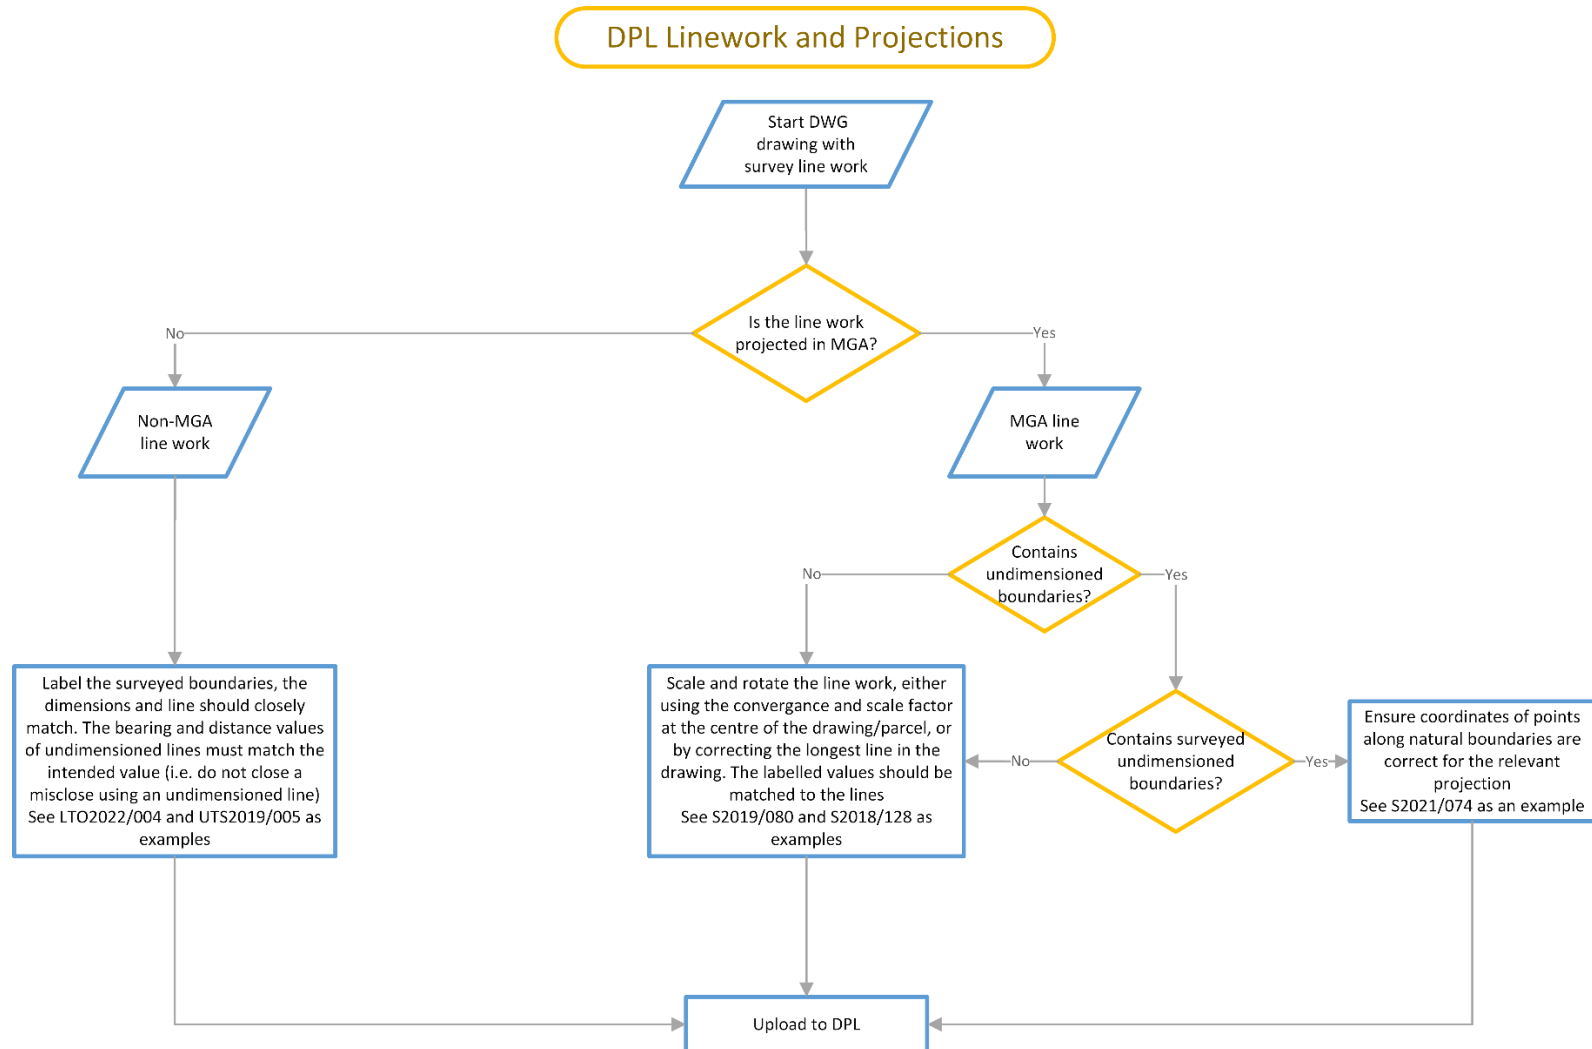 DPL Linework and Projections
Start DWG
drawing with
survey line work
Is the line work
projected in MGA?
No
Yes
Non-MGA
line work
MGA line
work
Contains
undimensioned
boundaries?
No
Yes
Label the surveyed boundaries, the
dimensions and line should closely
match. The bearing and distance values
of undimensioned lines must match the
intended value (i.e. do not close a
misclose using an undimensioned line)
See LTO2022/004 and UTS2019/005 as
examples
Scale and rotate the line work, either
using the convergance and scale factor
at the centre of the drawing/parcel, or
by correcting the longest line in the
drawing. The labelled values should be
matched to the lines
See S2019/080 and S2018/128 as
examples
Contains surveyed
undimensioned
boundaries?
No
Yes
Ensure coordinates of points
along natural boundaries are
correct for the relevant
projection
See S2021/074 as an example
Upload to DPL